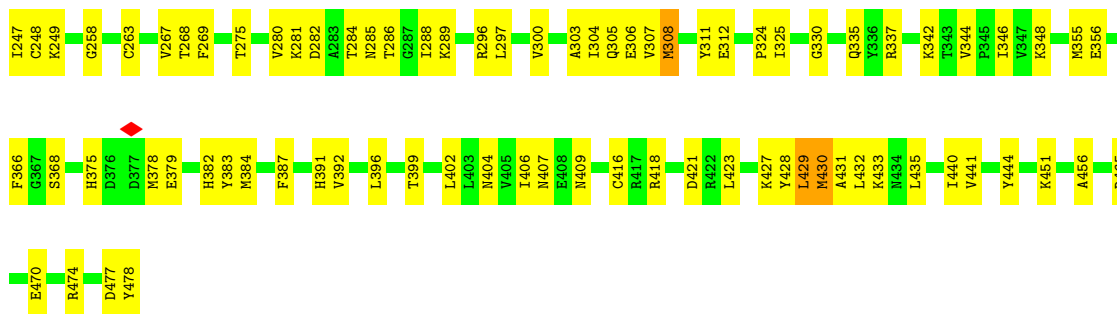 I247 C248 K249 G258 C263 V267 T268 F269 T275 V280 K281 D282 A283 T284 N285 T286 G287 I288 K289 R296 L297 V300 A303 I304 Q305 E306 V307 M308 Y311 E312 P324 I325 G330 Q335 Y336 R337 K342 T343 V344 P345 I346 V347 K348 M355 E356
F366 G367 S368 H375 D376 D377 M378 E379 H382 Y383 M384 F387 H391 V392 L396 T399 L402 L403 N404 V405 I406 N407 E408 N409 C416 R417 R418 D421 R422 L423 K427 Y428 L429 M430 A431 L432 K433 N434 L435 I440 V441 Y444 K451 A456
E470 R474 D477 Y478